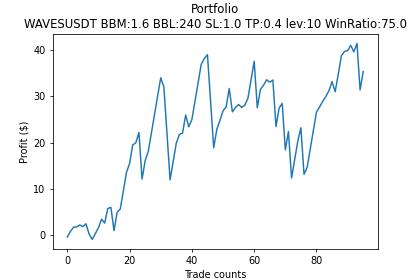 Portfolio
WAVESUSDT BBM:1.6 BBL:240 SL:1.0 TP:0.4 lev:10 WinRatio:75.0
40
30
20
10
0
Profit ($)
0 20 40 60 80
Trade counts